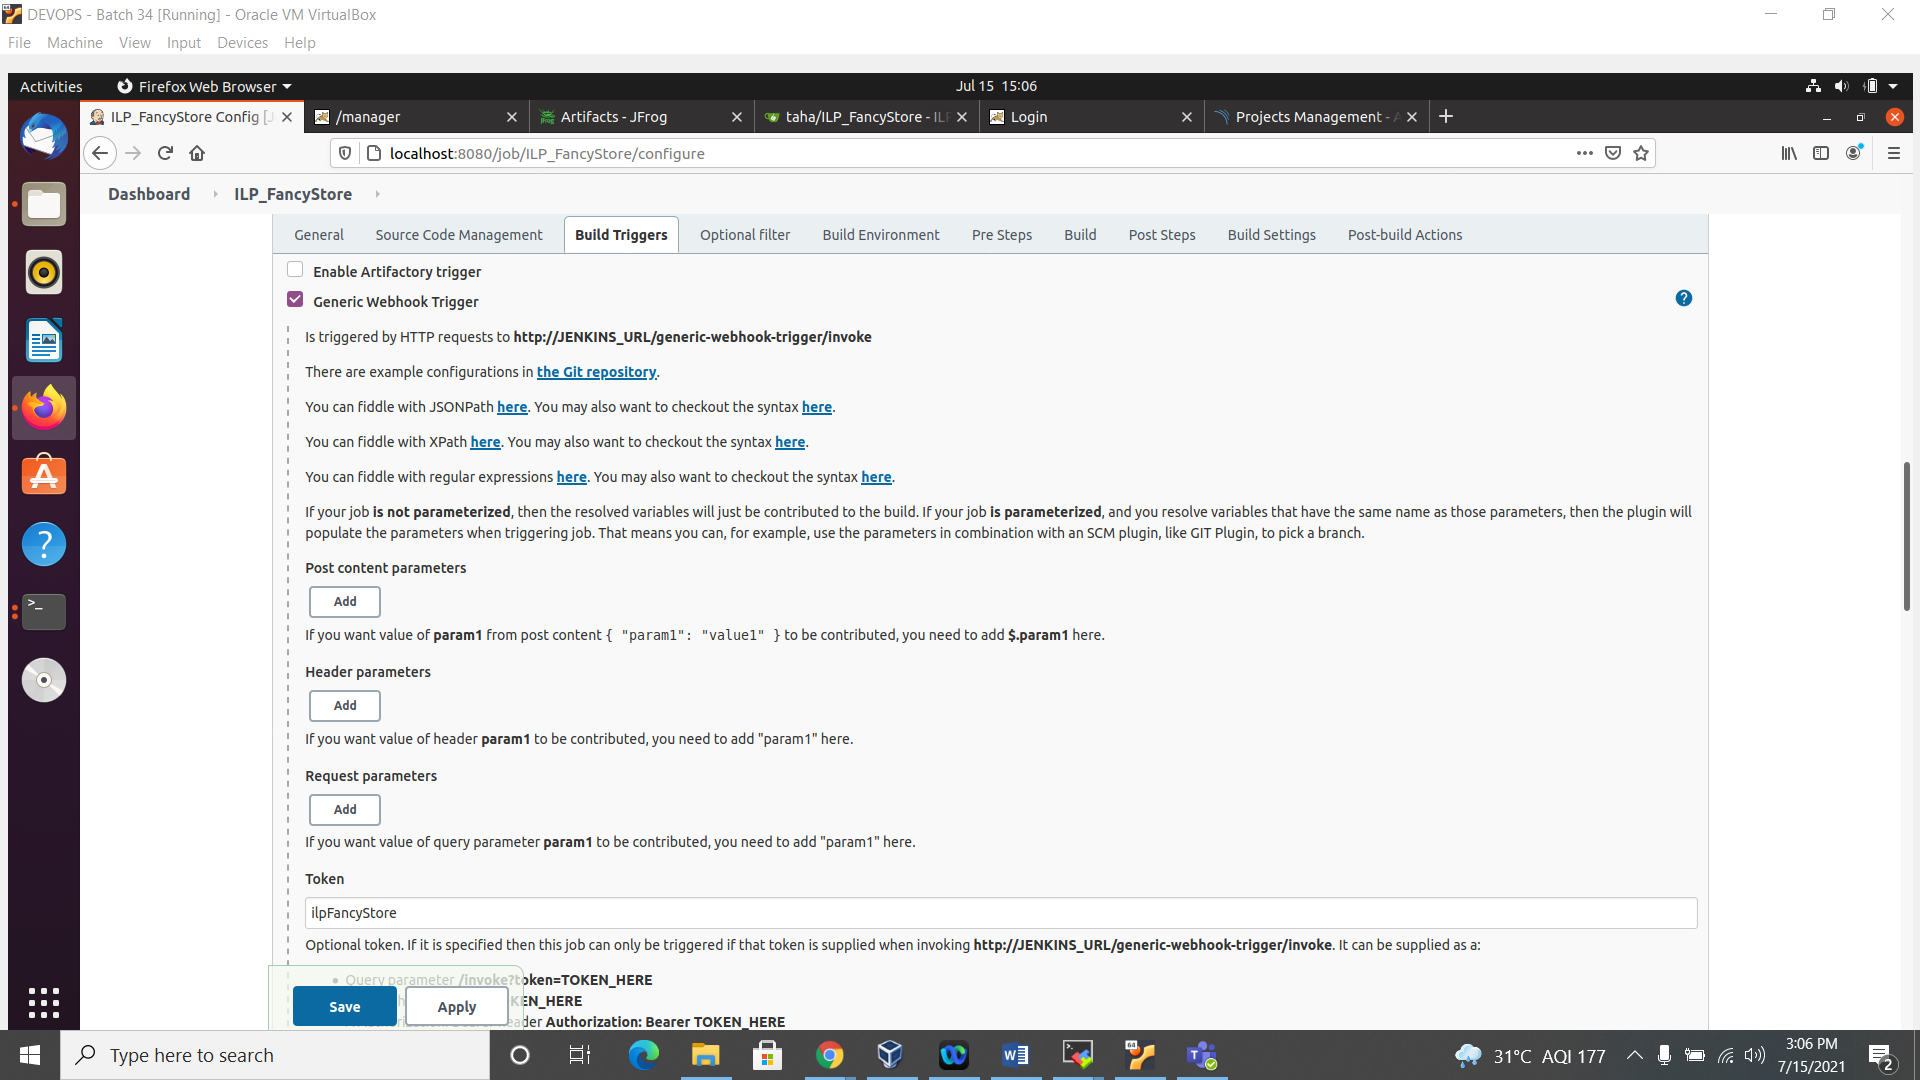 DEVOPS - Batch 34 [Running] - Oracle VM VirtualBox
File Machine View Input Devices Help
Activities Firefox Web Browser Jul 15 15:06
ILP_FancyStore Config [J /manager Artifacts - JFrog taha/ILP_FancyStore - ILP Login Projects Management - A
localhost:8080/job/ILP_FancyStore/configure
Dashboard ILP_FancyStore
General Source Code Management Build Triggers Optional filter Build Environment Pre Steps Build Post Steps Build Settings Post-build Actions
Enable Artifactory trigger
Generic Webhook Trigger
Is triggered by HTTP requests to http://JENKINS_URL/generic-webhook-trigger/invoke
There are example configurations in the Git repository.
You can fiddle with JSONPath here. You may also want to checkout the syntax here.
You can fiddle with XPath here. You may also want to checkout the syntax here.
You can fiddle with regular expressions here. You may also want to checkout the syntax here.
If your job is not parameterized, then the resolved variables will just be contributed to the build. If your job is parameterized, and you resolve variables that have the same name as those parameters, then the plugin will
populate the parameters when triggering job. That means you can, for example, use the parameters in combination with an SCM plugin, like GIT Plugin, to pick a branch.
Post content parameters
Add
If you want value of param1 from post content { "param1": "value1" } to be contributed, you need to add $.param1 here.
Header parameters
Add
If you want value of header param1 to be contributed, you need to add "param1" here.
Request parameters
Add
If you want value of query parameter param1 to be contributed, you need to add "param1" here.
Token
ilpFancyStore
Optional token. If it is specified then this job can only be triggered if that token is supplied when invoking http://JENKINS_URL/generic-webhook-trigger/invoke. It can be supplied as a:
Query parameter /invoke?token=TOKEN_HERE
KEN_HERE
der Authorization: Bearer TOKEN_HERE
Save Apply
Type here to search
31°C AQI 177
3:06 PM
7/15/2021
2